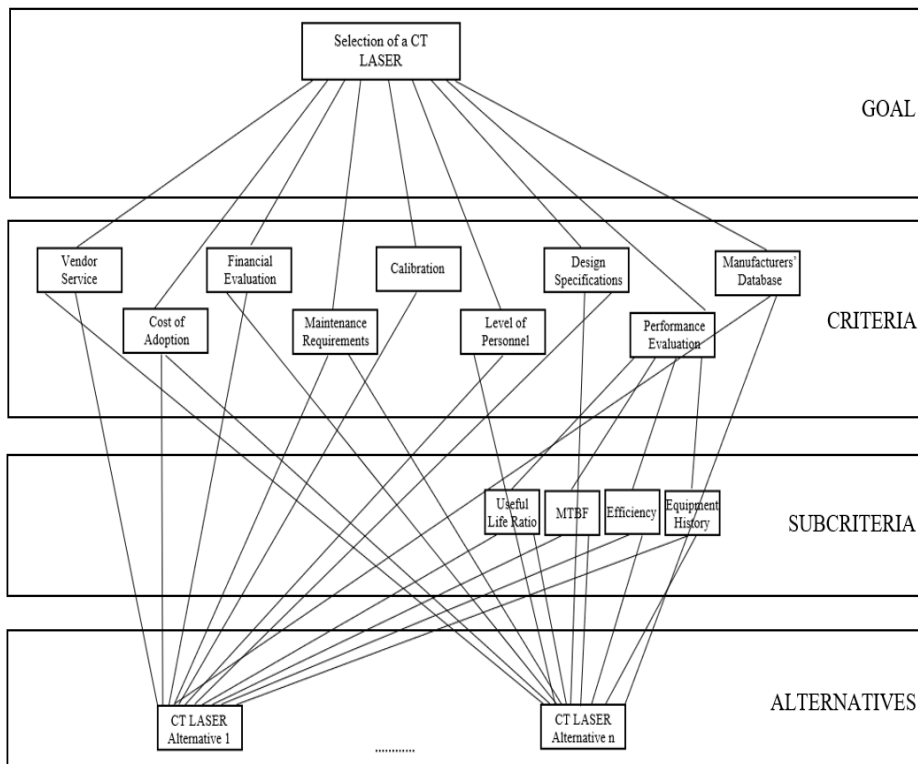 Selection of a CT
LASER
GOAL
Vendor
Service
Financial
Evaluation
Calibration
Design
Specifications
Manufacturers'
Database
Cost of
Adoption
Maintenance
Requirements
Level of
Personnel
Performance
Evaluation
CRITERIA
Useful
Life Ratio
MTBF
Efficiency
Equipment
History
SUBCRITERIA
CT LASER
Alternative 1
............
CT LASER
Alternative n
ALTERNATIVES